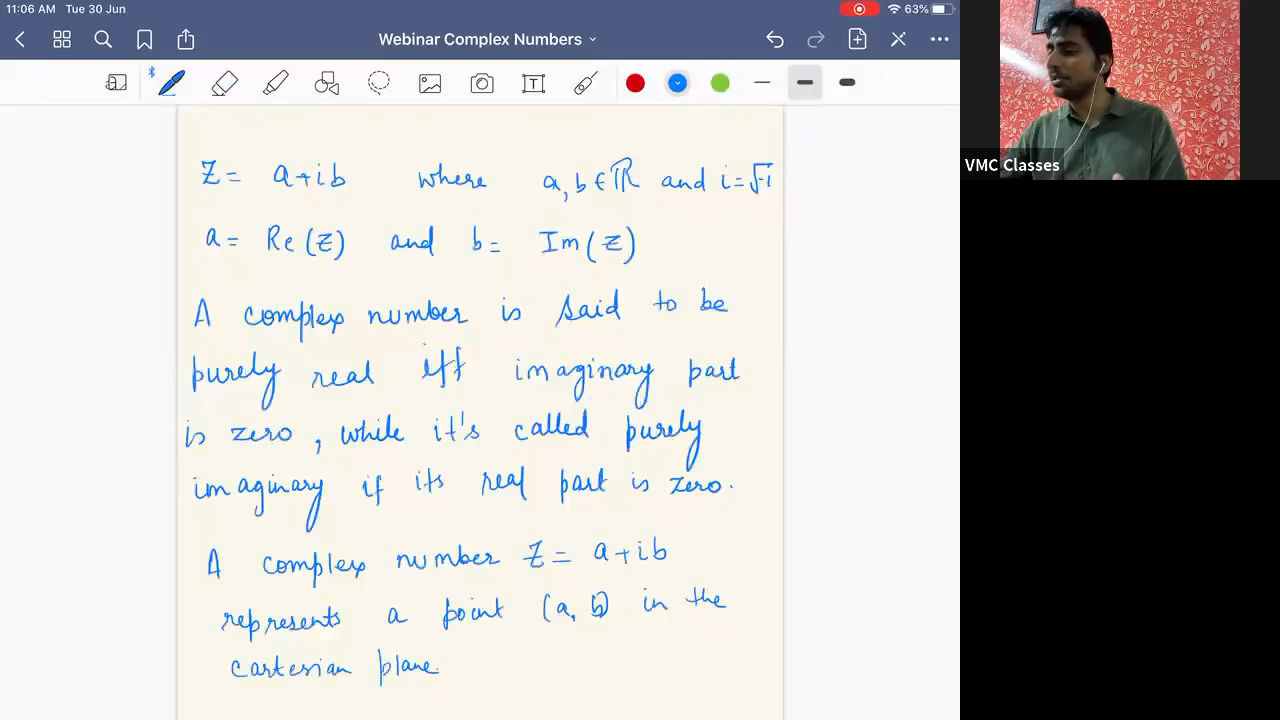 11:06 AM Tue 30 Jun
63%
Webinar Complex Numbers
T
VMC Classes
Z = a+ib where a, b ∈ ℝ and i = √-1
a = Re(Z) and b = Im(Z)
A complex number is said to be
purely real iff imaginary part
is zero, while it's called purely
imaginary if its real part is zero.
A complex number Z = a+ib
represents a point (a, b) in the
cartesian plane.